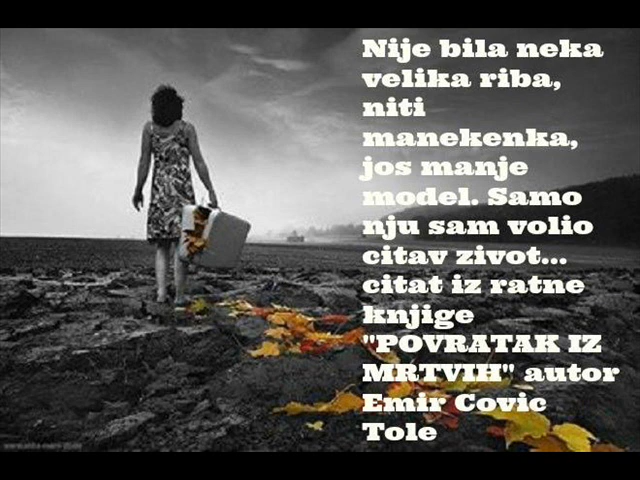 Nije bila neka
velika riba,
niti
manekenka,
jos manje
model. Samo
nju sam volio
citav zivot...
citat iz ratne
knjige
"POVRATAK IZ
MRTVIH" autor
Emir Covic
Tole